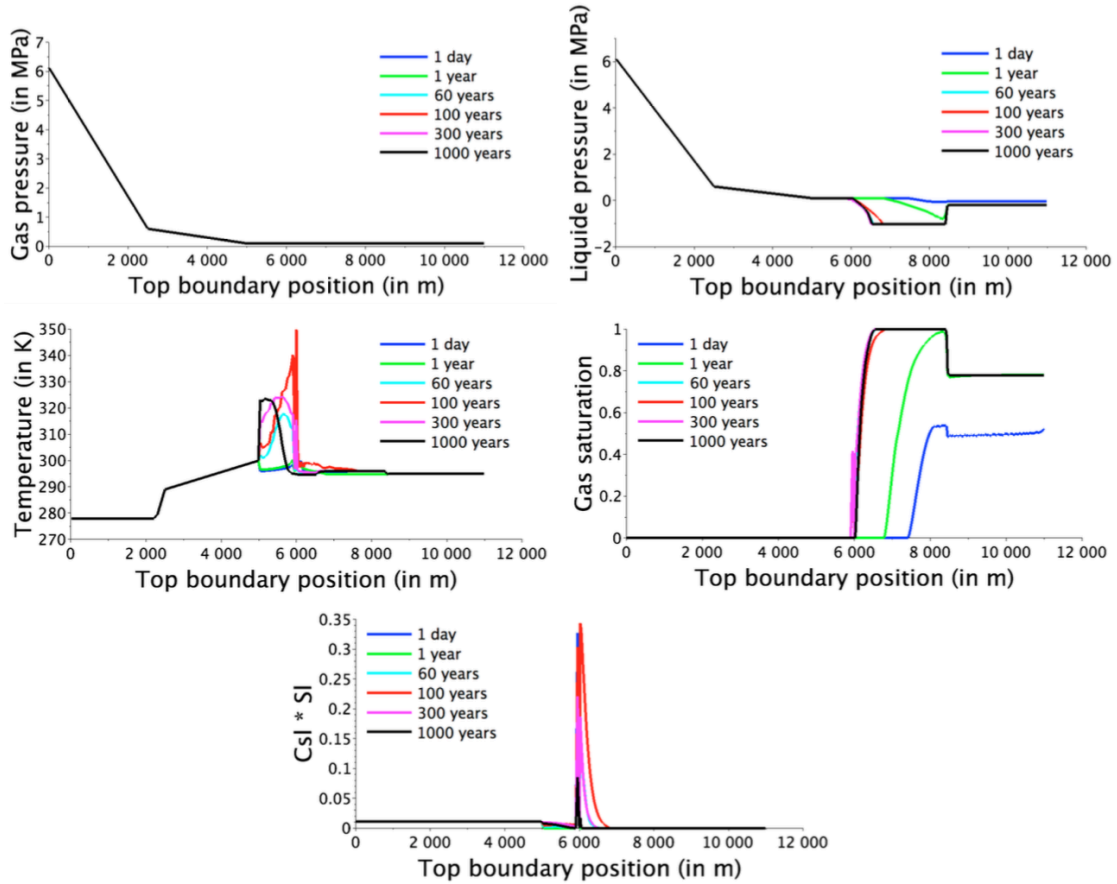 Gas pressure (in MPa)
7
6
5
4
3
2
1
0
0 2 000 4 000 6 000 8 000 10 000 12 000
Top boundary position (in m)
1 day
1 year
60 years
100 years
300 years
1000 years
Liquide pressure (in MPa)
6
4
2
0
−2
0 2 000 4 000 6 000 8 000 10 000 12 000
Top boundary position (in m)
1 day
1 year
60 years
100 years
300 years
1000 years
Temperature (in K)
350
340
330
320
310
300
290
280
270
0 2 000 4 000 6 000 8 000 10 000 12 000
Top boundary position (in m)
1 day
1 year
60 years
100 years
300 years
1000 years
Gas saturation
1
0.8
0.6
0.4
0.2
0
0 2 000 4 000 6 000 8 000 10 000 12 000
Top boundary position (in m)
1 day
1 year
60 years
100 years
300 years
1000 years
Csl * Sl
0.35
0.3
0.25
0.2
0.15
0.1
0.05
0
0 2 000 4 000 6 000 8 000 10 000 12 000
Top boundary position (in m)
1 day
1 year
60 years
100 years
300 years
1000 years